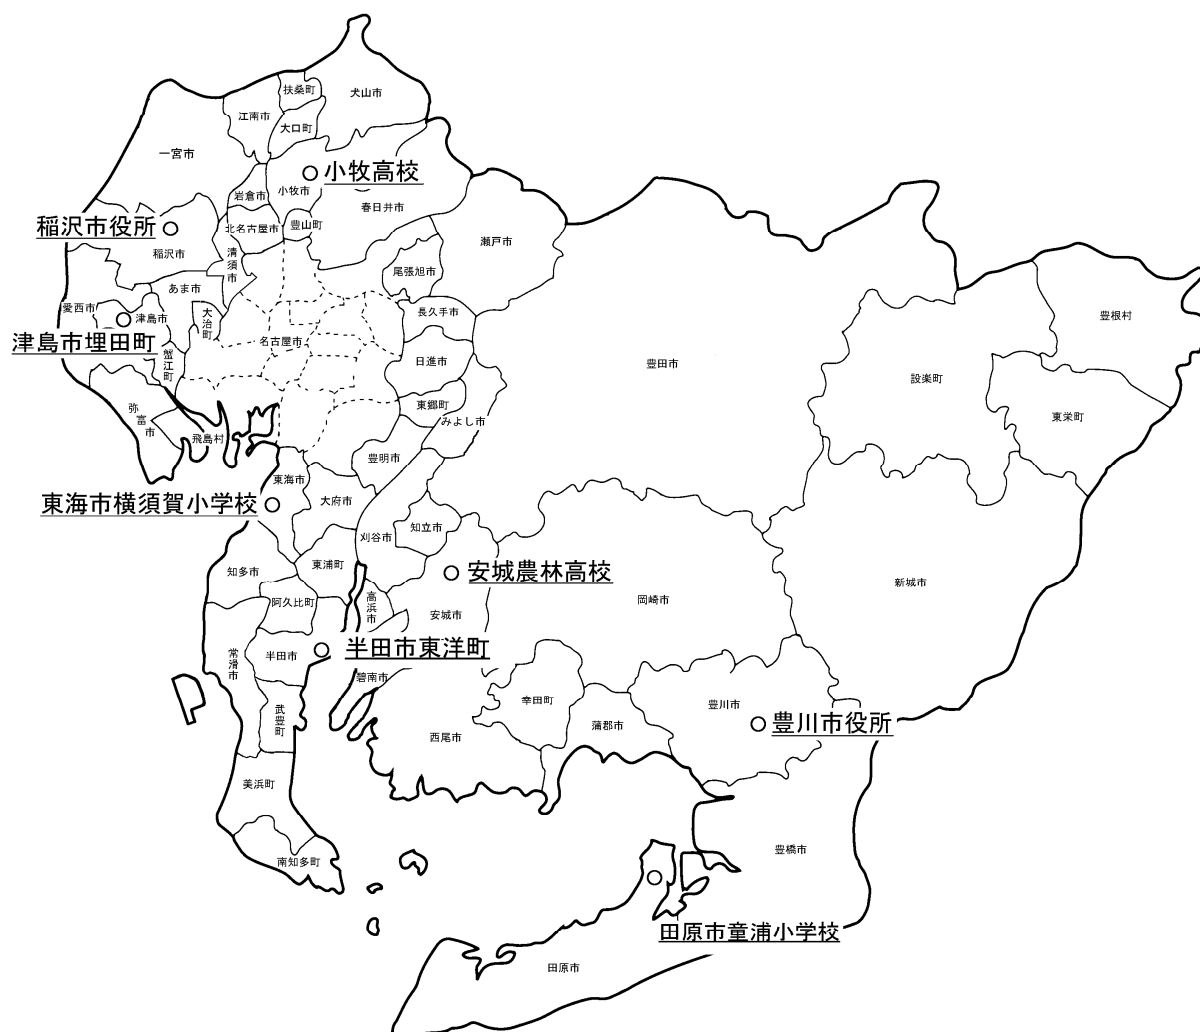 扶桑町
犬山市
江南市
大口町
一宮市
小牧高校
岩倉市
小牧市
春日井市
稲沢市役所
北名古屋市
豊山町
瀬戸市
稲沢市
清須市
尾張旭市
あま市
愛西市
津島市
大治町
長久手市
豊根村
津島市埋田町
名古屋市
蟹江町
日進市
豊田市
設楽町
弥富市
東郷町
みよし市
東栄町
飛島村
豊明市
東海市
東海市横須賀小学校
大府市
知立市
刈谷市
知多市
東浦町
安城農林高校
新城市
阿久比町
高浜市
安城市
岡崎市
半田市東洋町
常滑市
半田市
碧南市
武豊町
幸田町
豊川市
豊川市役所
西尾市
蒲郡市
美浜町
豊橋市
南知多町
田原市童浦小学校
田原市